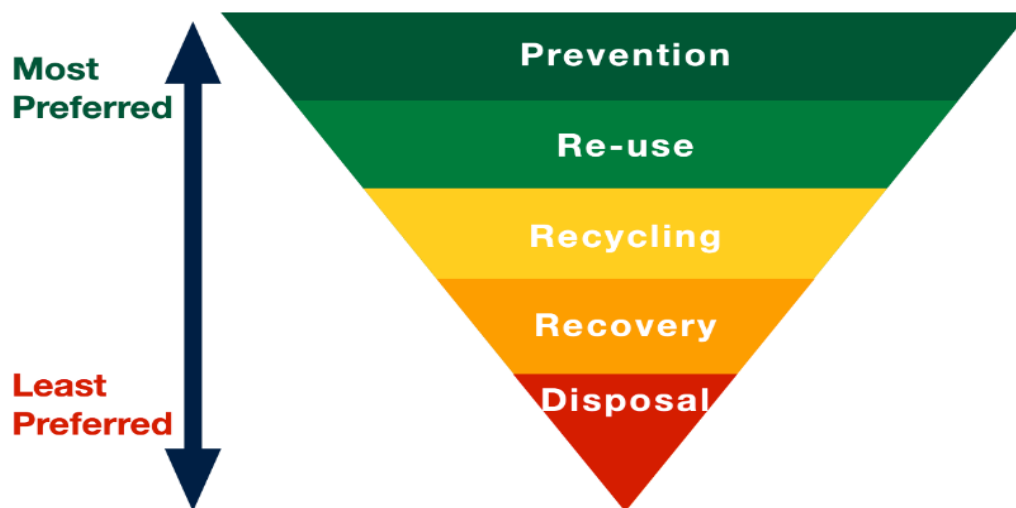 Prevention
Most
Preferred
Re-use
Recycling
Recovery
Least
Preferred
Disposal